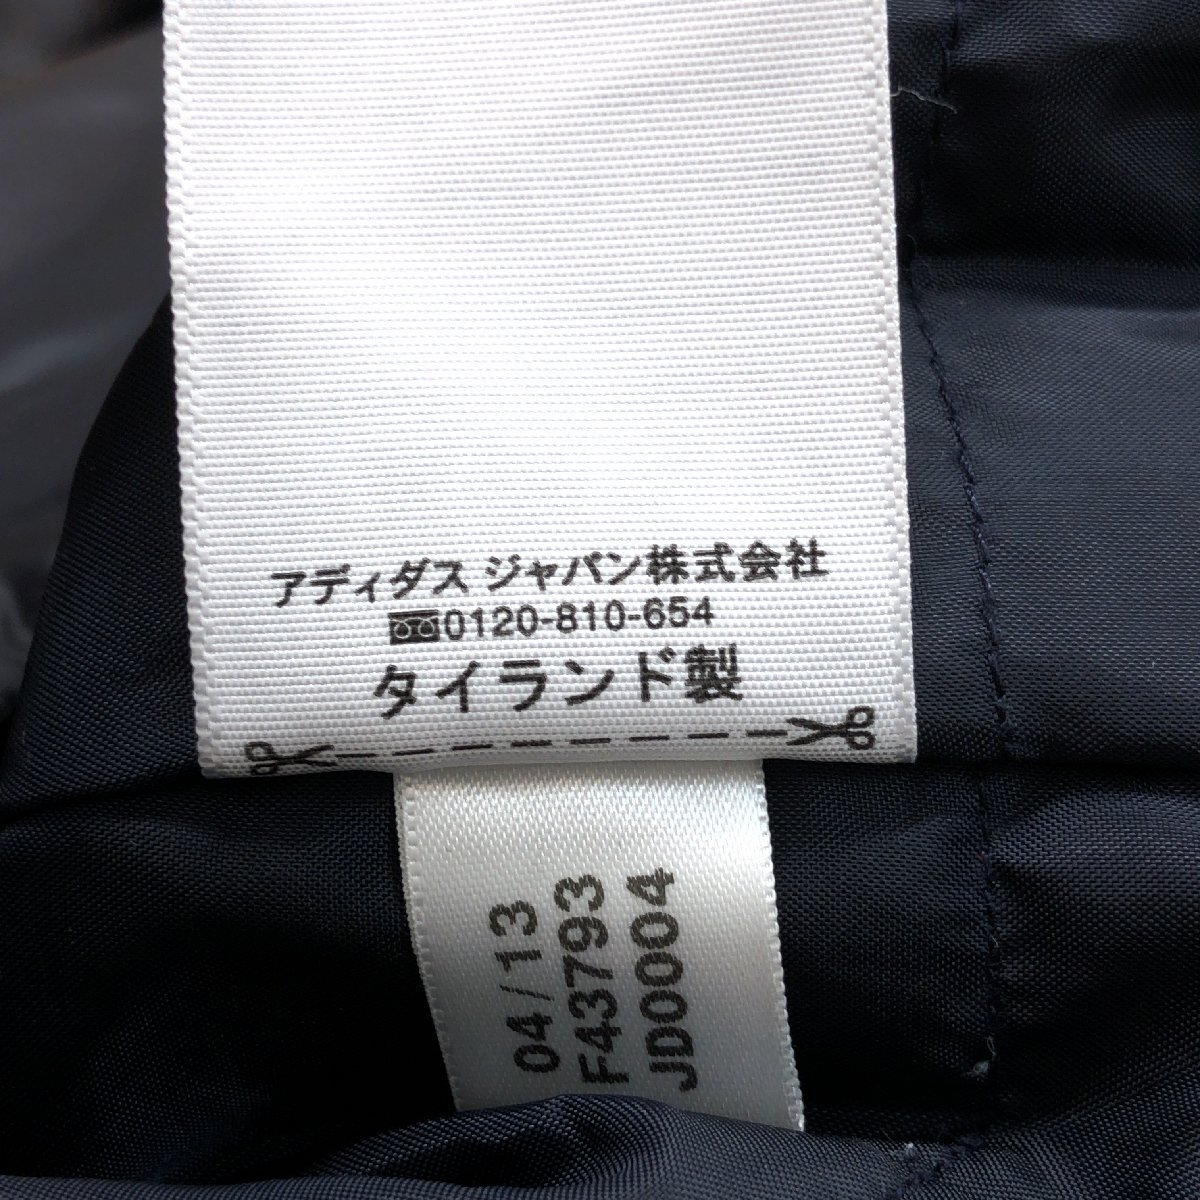 アディダス ジャパン株式会社
0120-810-654
タイランド製
04/13
F43793
JD0004